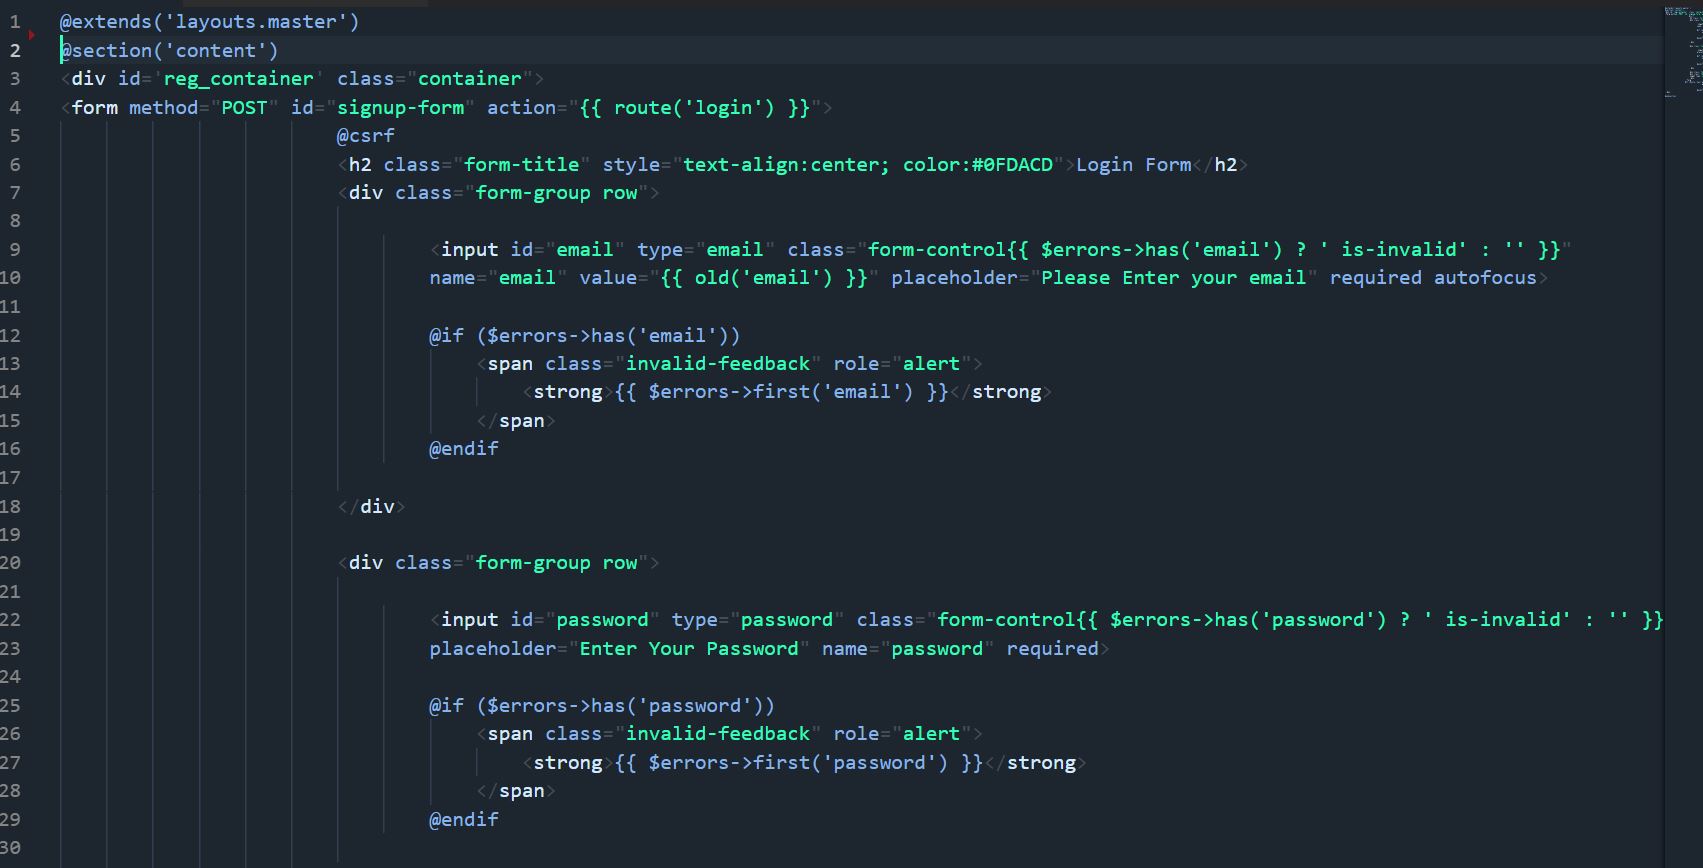 1 @extends('layouts.master')
2 @section('content')
3 <div id='reg_container' class="container">
4 <form method="POST" id="signup-form" action="{{ route('login') }}">
5 @csrf
6 <h2 class="form-title" style="text-align:center; color:#0FDACD">Login Form</h2>
7 <div class="form-group row">
8
9 <input id="email" type="email" class="form-control{{ $errors->has('email') ? ' is-invalid' : '' }}"
10 name="email" value="{{ old('email') }}" placeholder="Please Enter your email" required autofocus>
11
12 @if ($errors->has('email'))
13 <span class="invalid-feedback" role="alert">
14 <strong>{{ $errors->first('email') }}</strong>
15 </span>
16 @endif
17
18 </div>
19
20 <div class="form-group row">
21
22 <input id="password" type="password" class="form-control{{ $errors->has('password') ? ' is-invalid' : '' }}
23 placeholder="Enter Your Password" name="password" required>
24
25 @if ($errors->has('password'))
26 <span class="invalid-feedback" role="alert">
27 <strong>{{ $errors->first('password') }}</strong>
28 </span>
29 @endif
30